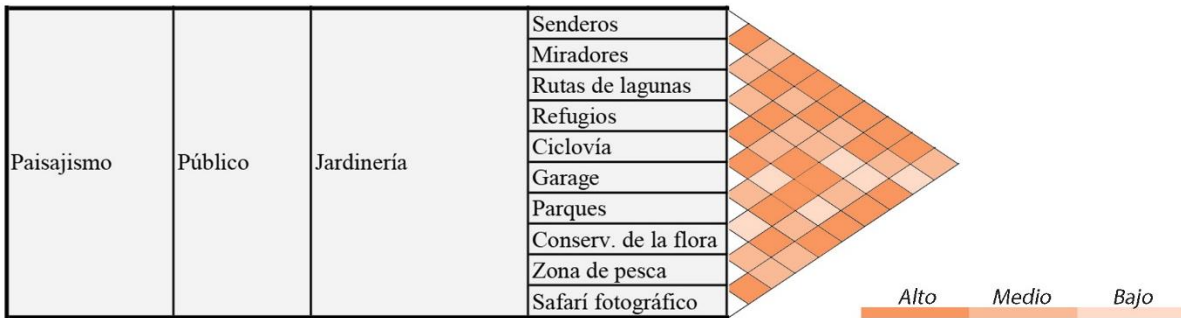 Paisajismo
Público
Jardinería
Senderos
Miradores
Rutas de lagunas
Refugios
Ciclovía
Garage
Parques
Conserv. de la flora
Zona de pesca
Safarí fotográfico
Alto Medio Bajo